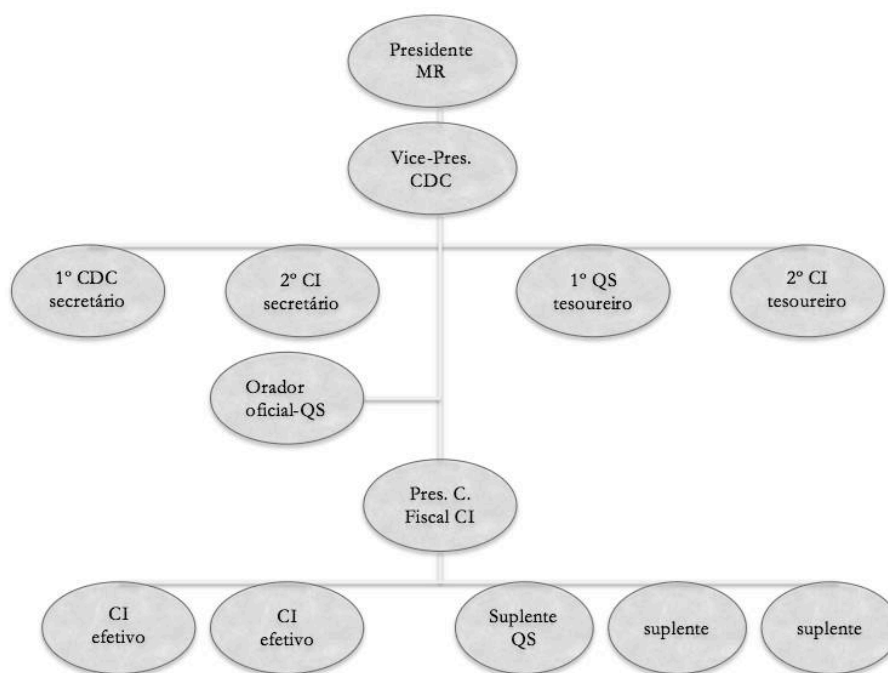 Presidente
MR
Vice-Pres.
CDC
1º CDC
secretário
2º CI
secretário
1º QS
tesoureiro
2º CI
tesoureiro
Orador
oficial-QS
Pres. C.
Fiscal CI
CI
efetivo
CI
efetivo
Suplente
QS
suplente
suplente